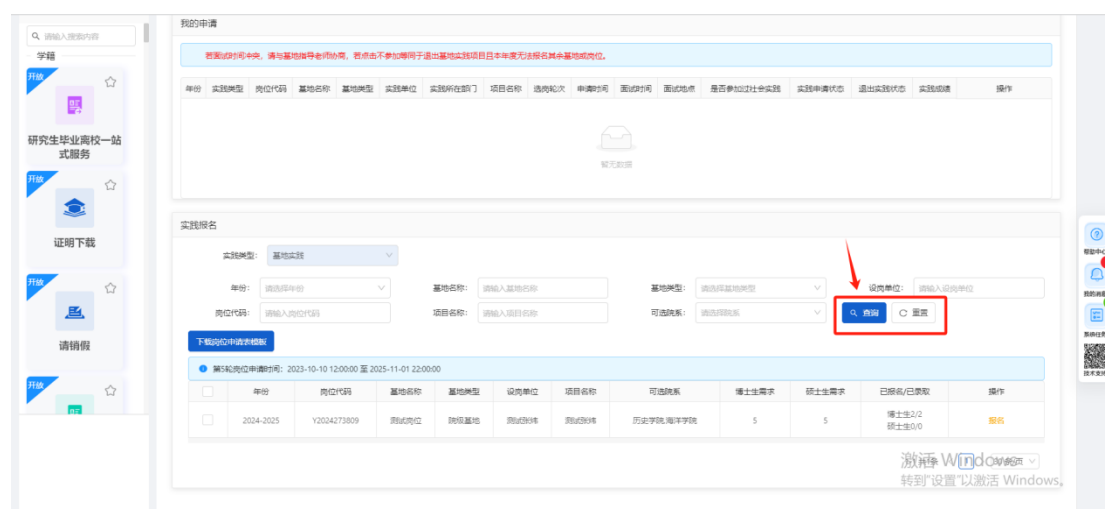 请输入搜索内容
学籍
开放
研究生毕业离校一站
式服务
开放
证明下载
开放
请销假
开放
我的申请
若面试时间冲突，请与基地指导老师协商，若点击不参加等同于退出基地实践项目且本年度无法报名其余基地或岗位。
年份 实践类型 岗位代码 基地名称 基地类型 实践单位 实践所在部门 项目名称 选岗轮次 申请时间 面试时间 面试地点 是否参加过社会实践 实践申请状态 退出实践状态 实践成绩 操作
暂无数据
实践报名
实践类型: 基地实践
年份: 请选择年份 基地名称: 请输入基地名称 基地类型: 请选择基地类型 设岗单位: 请输入设岗单位
岗位代码: 请输入岗位代码 项目名称: 请输入项目名称 可选院系: 请选择院系 查询 重置
下载岗位申请表模板
第5轮岗位申请时间: 2023-10-10 12:00:00 至 2025-11-01 22:00:00
年份 岗位代码 基地名称 基地类型 设岗单位 项目名称 可选院系 博士生需求 硕士生需求 已报名/已录取 操作
2024-2025 Y2024273809 测试岗位 院级基地 测试张炜 测试张炜 历史学院,海洋学院 5 5 博士生2/2 报名
硕士生0/0
激活 Windows
转到"设置"以激活 Windows。
帮助中心
我的消息
系统任务
技术支持